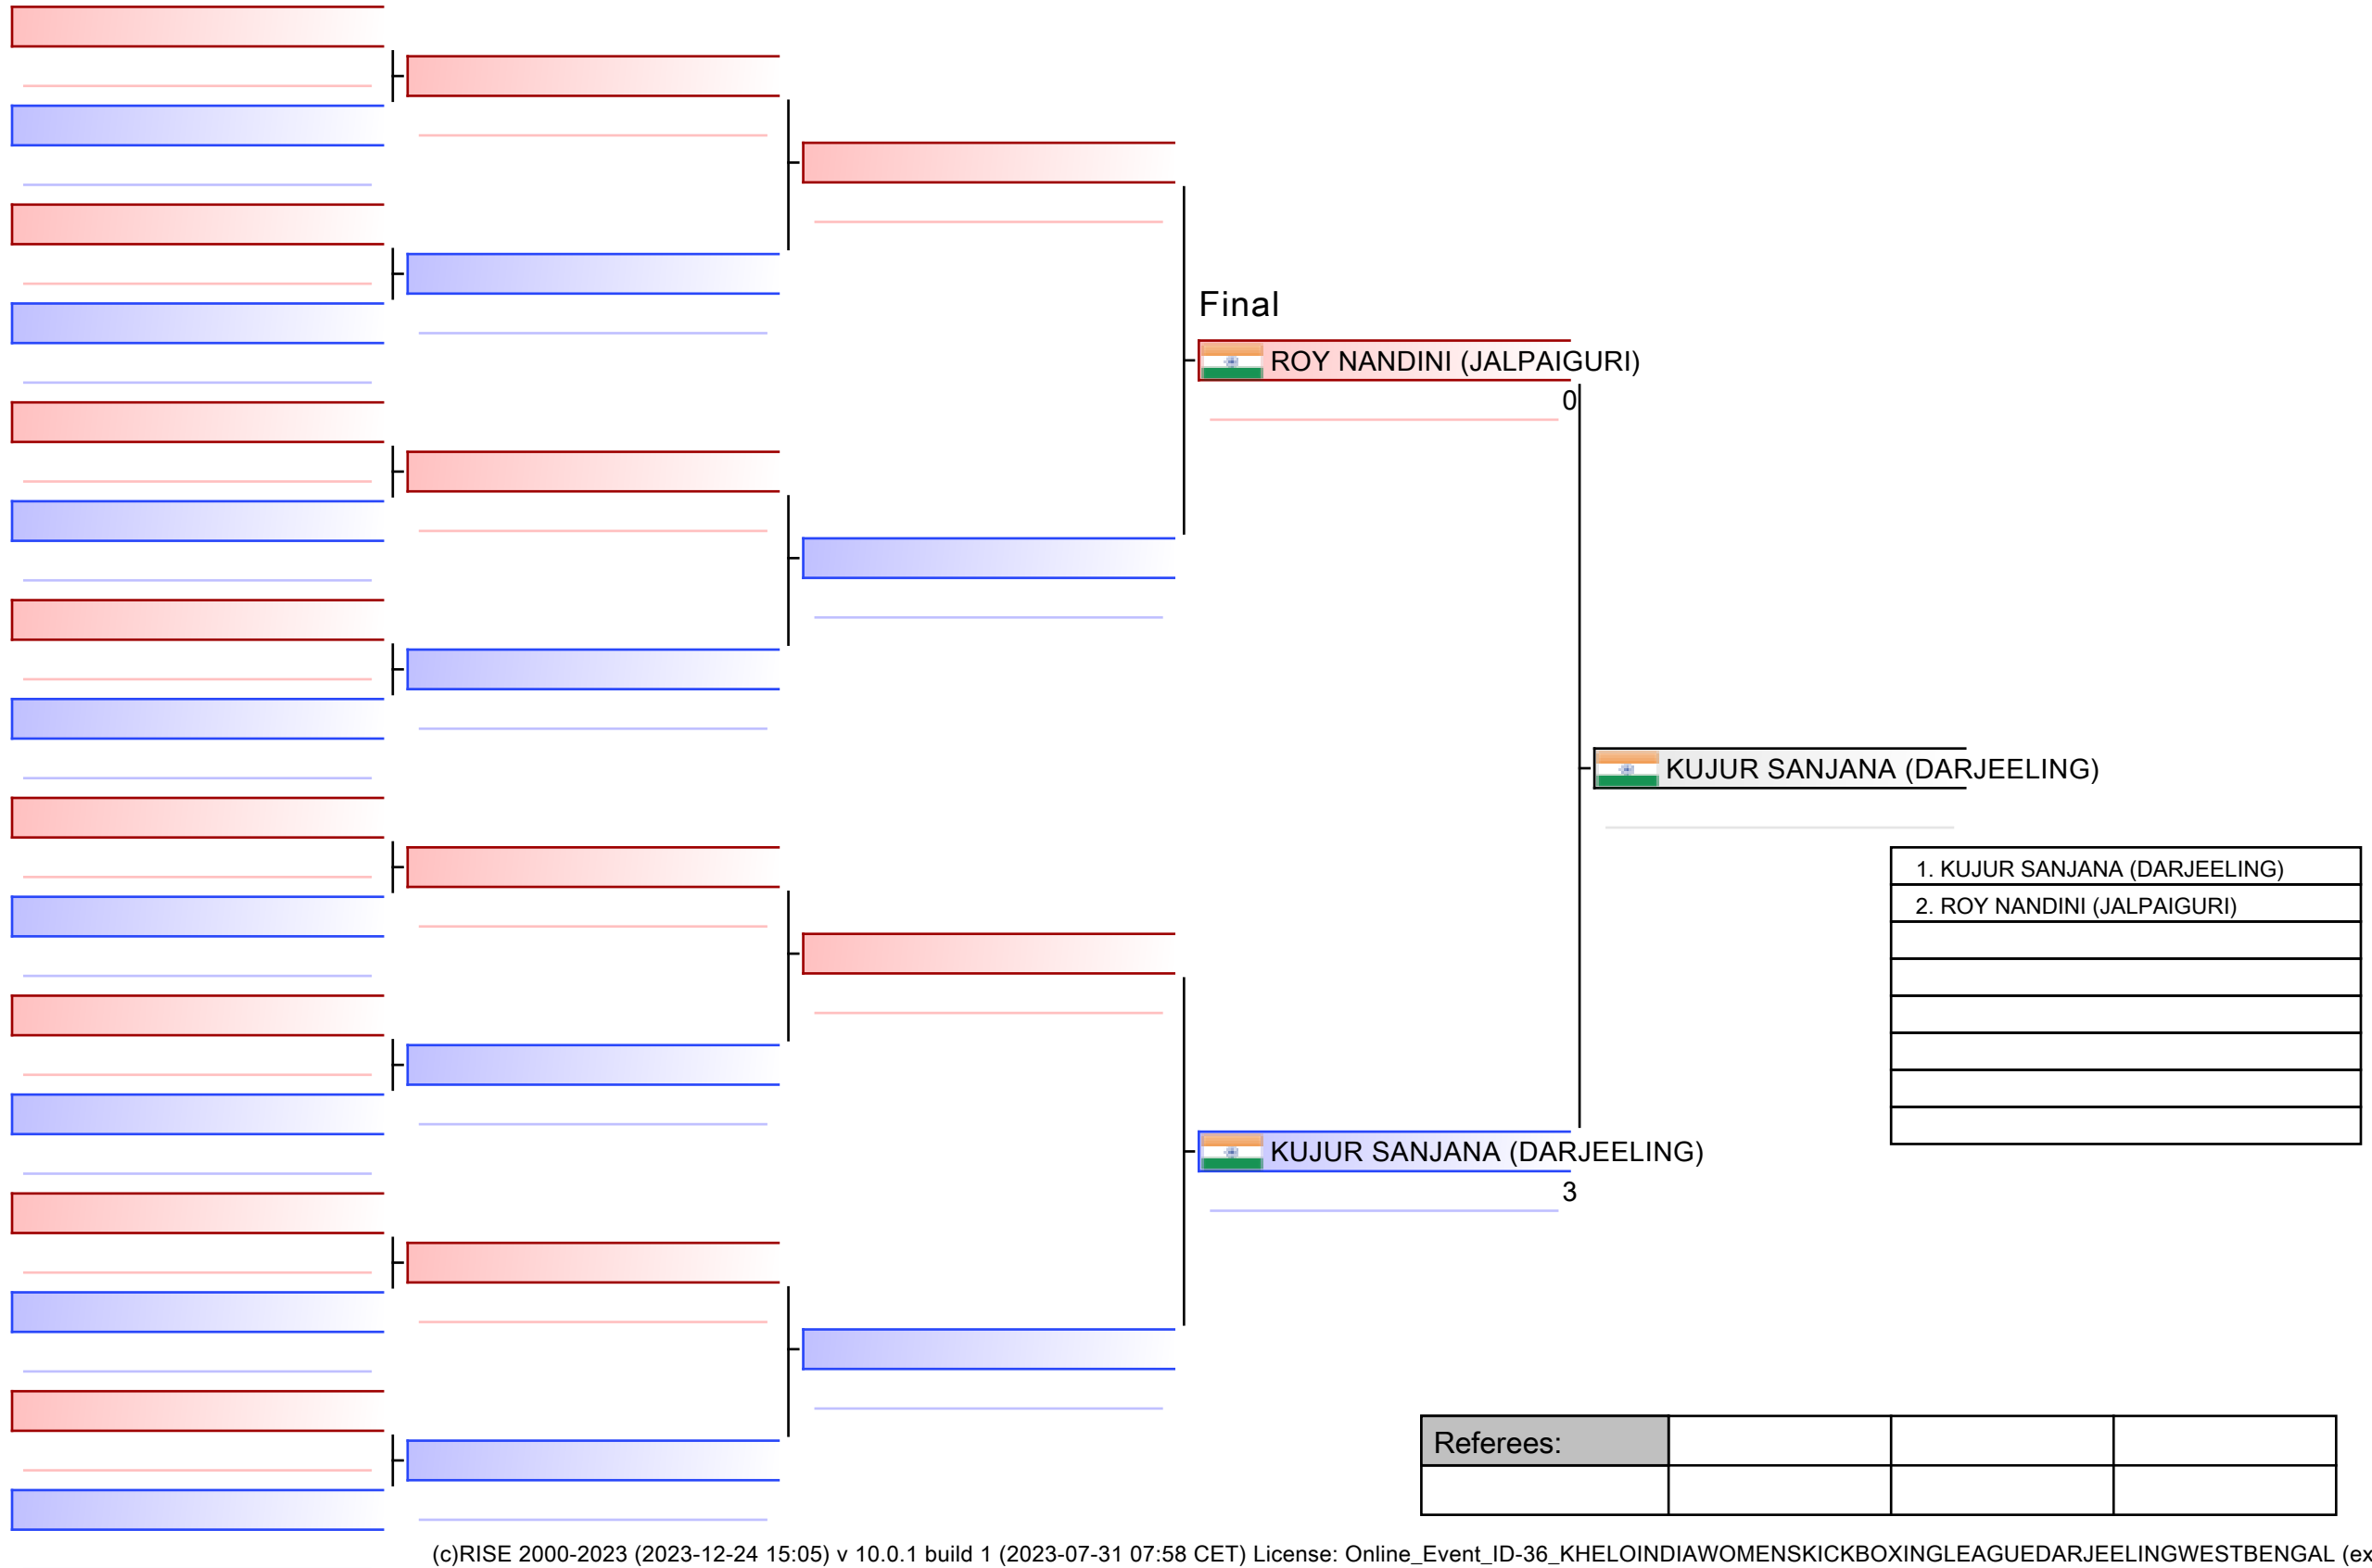 Final
ROY NANDINI (JALPAIGURI)
0
KUJUR SANJANA (DARJEELING)
1. KUJUR SANJANA (DARJEELING)
2. ROY NANDINI (JALPAIGURI)
KUJUR SANJANA (DARJEELING)
3
Referees:
(c)RISE 2000-2023 (2023-12-24 15:05) v 10.0.1 build 1 (2023-07-31 07:58 CET) License: Online_Event_ID-36_KHELOINDIAWOMENSKICKBOXINGLEAGUEDARJEELINGWESTBENGAL (ex